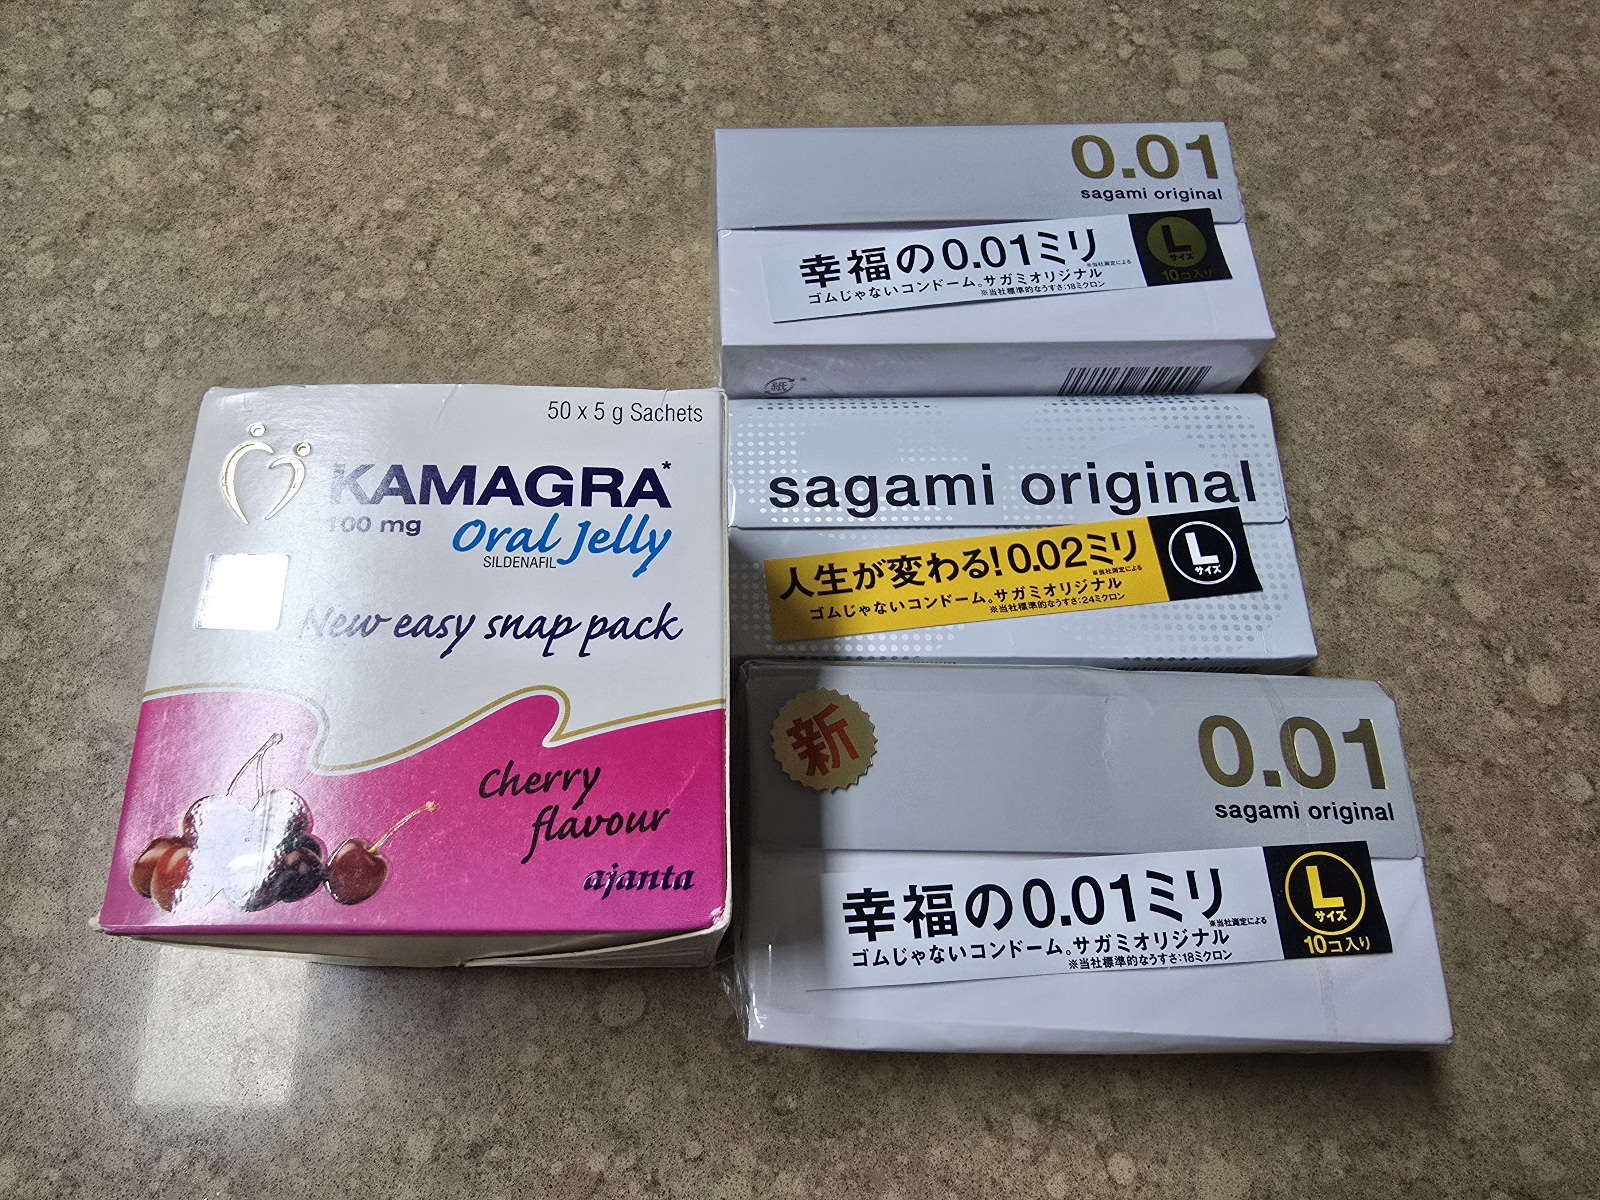 50 x 5 g Sachets
KAMAGRA*
100 mg Oral Jelly
SILDENAFIL
New easy snap pack
Cherry
flavour
ajanta
0.01
sagami original
幸福の0.01ミリ
※当社測定による
ゴムじゃないコンドーム。サガミオリジナル
※当社標準的なうすさ:18ミクロン
L
サイズ
10コ入り
紙
sagami original
人生が変わる!0.02ミリ
※当社測定による
ゴムじゃないコンドーム。サガミオリジナル
※当社標準的なうすさ:24ミクロン
L
サイズ
新
0.01
sagami original
幸福の0.01ミリ
※当社測定による
ゴムじゃないコンドーム。サガミオリジナル
※当社標準的なうすさ:18ミクロン
L
サイズ
10コ入り